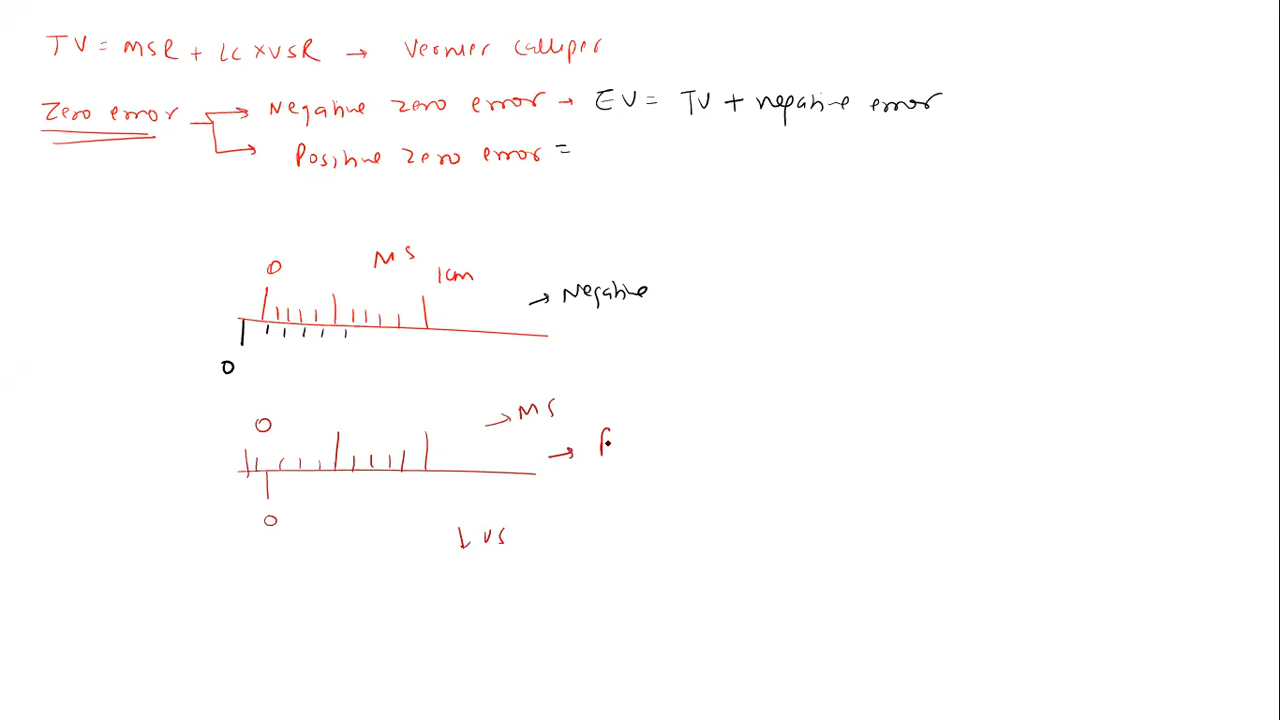 TV = MSR + LC × VSR → Vernier Calliper
Zero error → Negative zero error → EV = TV + negative error
→ Positive zero error =
0 MS 1cm
→ Negative
0
0 → MS
→ P
0
↓ VS